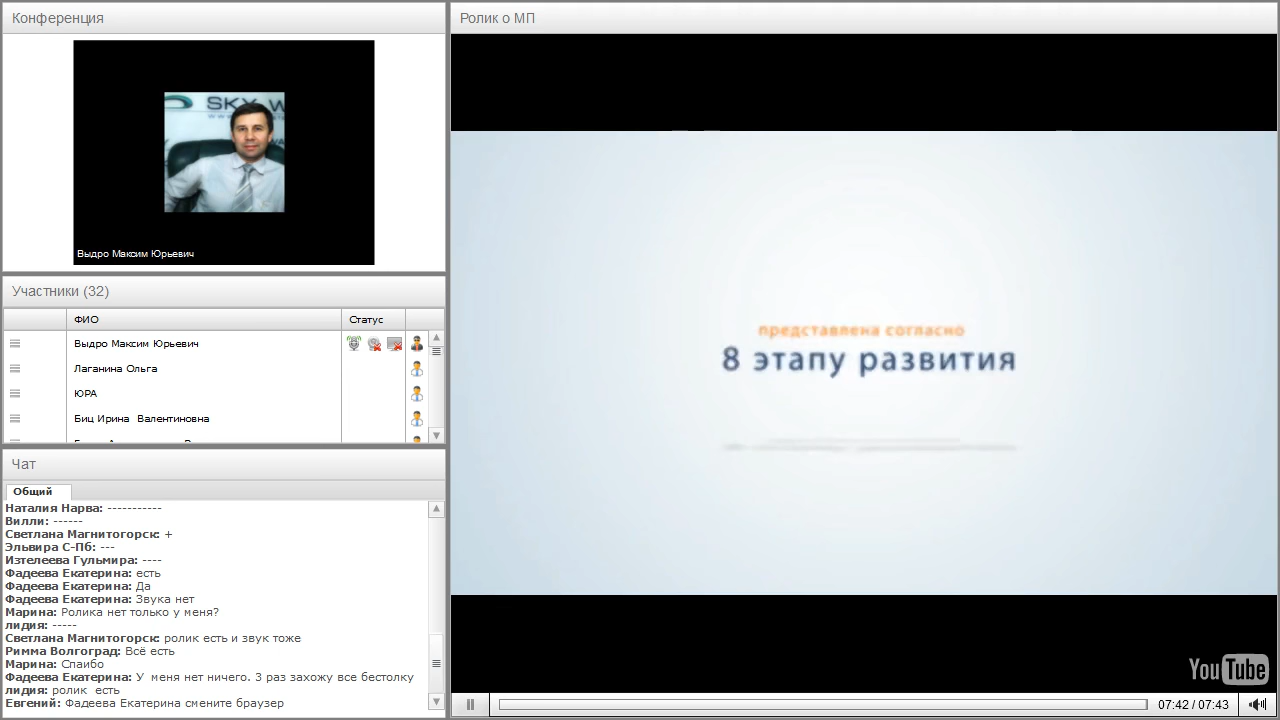 Конференция
SKY W
www.
Выдро Максим Юрьевич
Участники (32)
ФИО
Статус
Выдро Максим Юрьевич
Лаганина Ольга
ЮРА
Биц Ирина Валентиновна
Чат
Общий
Наталия Нарва: -----------
Вилли: ------
Светлана Магнитогорск: +
Эльвира С-Пб: ---
Изтелеева Гульмира: ----
Фадеева Екатерина: есть
Фадеева Екатерина: Да
Фадеева Екатерина: Звука нет
Марина: Ролика нет только у меня?
лидия: -----
Светлана Магнитогорск: ролик есть и звук тоже
Римма Волгоград: Всё есть
Марина: Спаибо
Фадеева Екатерина: У меня нет ничего. 3 раз захожу все бестолку
лидия: ролик есть
Евгений: Фадеева Екатерина смените браузер
Ролик о МП
представлена согласно
8 этапу развития
YouTube
07:42 / 07:43